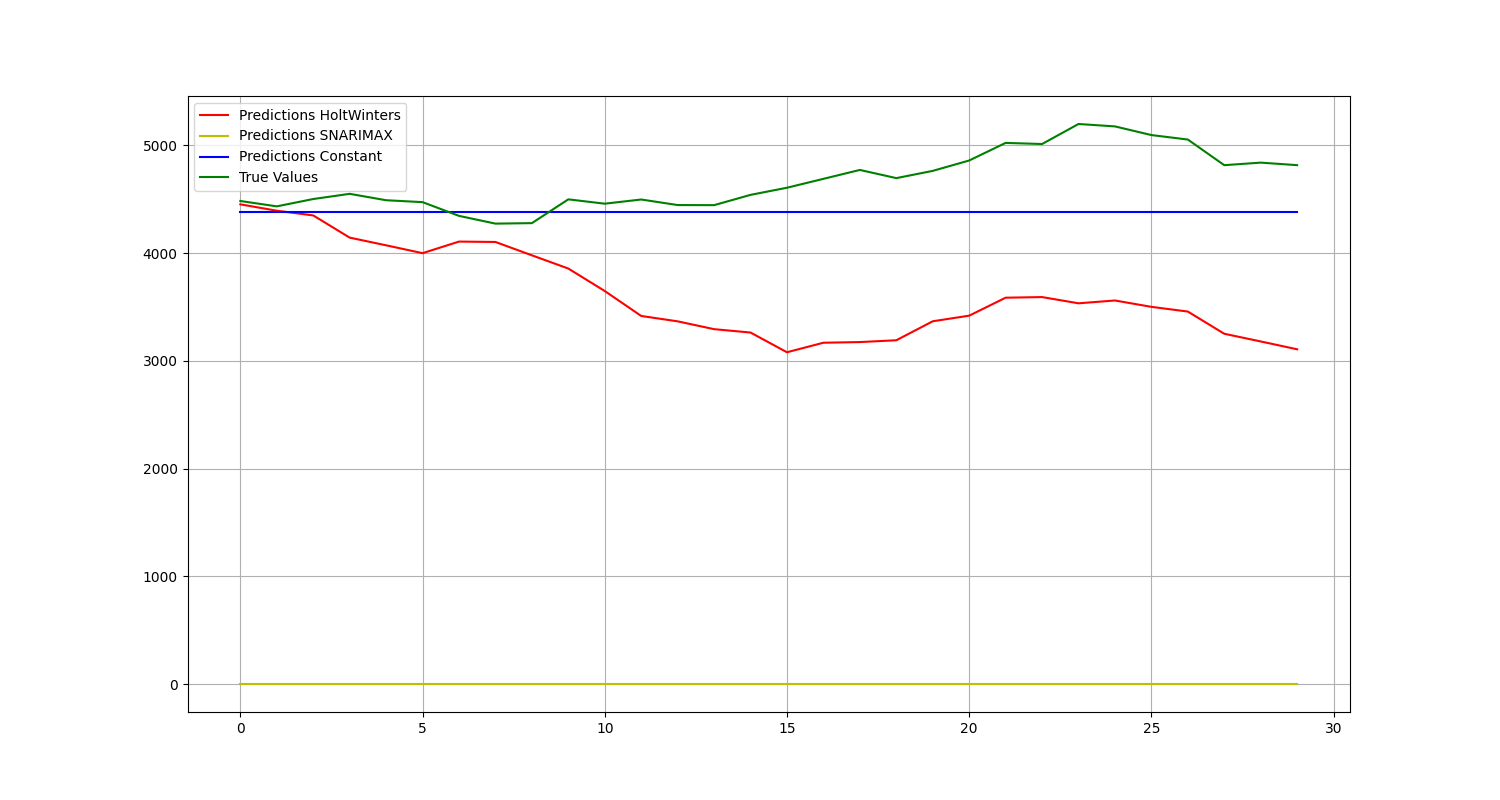 Predictions HoltWinters
Predictions SNARIMAX
Predictions Constant
True Values
5000
4000
3000
2000
1000
0
0 5 10 15 20 25 30